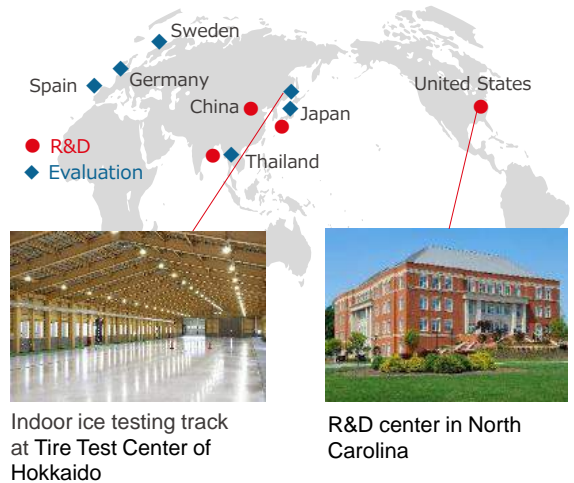 Sweden
Spain
Germany
United States
China
Japan
R&D
Thailand
Evaluation
Indoor ice testing track
at Tire Test Center of
Hokkaido
R&D center in North
Carolina